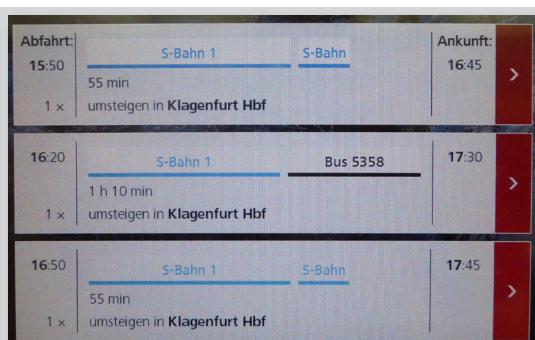 Abfahrt: Ankunft:
S-Bahn 1 S-Bahn
15:50 16:45
55 min
1 × umsteigen in Klagenfurt Hbf
16:20 S-Bahn 1 Bus 5358 17:30
1 h 10 min
1 × umsteigen in Klagenfurt Hbf
16:50 S-Bahn 1 S-Bahn 17:45
55 min
1 × umsteigen in Klagenfurt Hbf